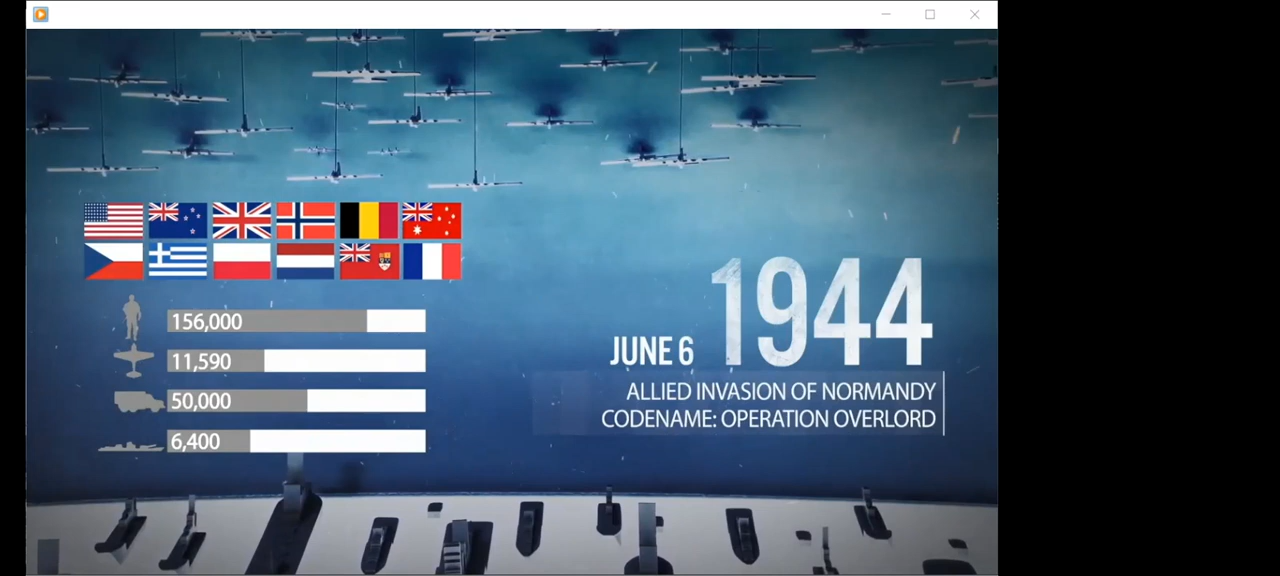 156,000
11,590
50,000
6,400
JUNE 6 1944
ALLIED INVASION OF NORMANDY
CODENAME: OPERATION OVERLORD